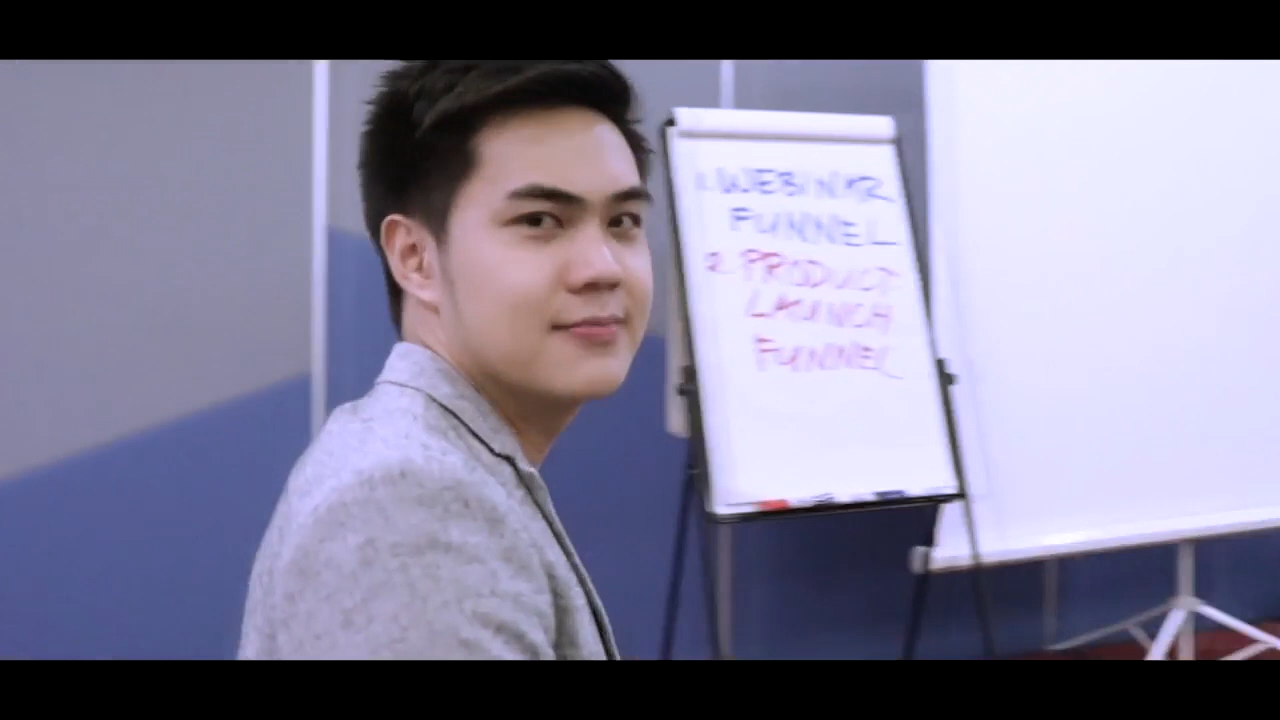 1. WEBINAR
FUNNEL
2. PRODUCT
LAUNCH
FUNNEL